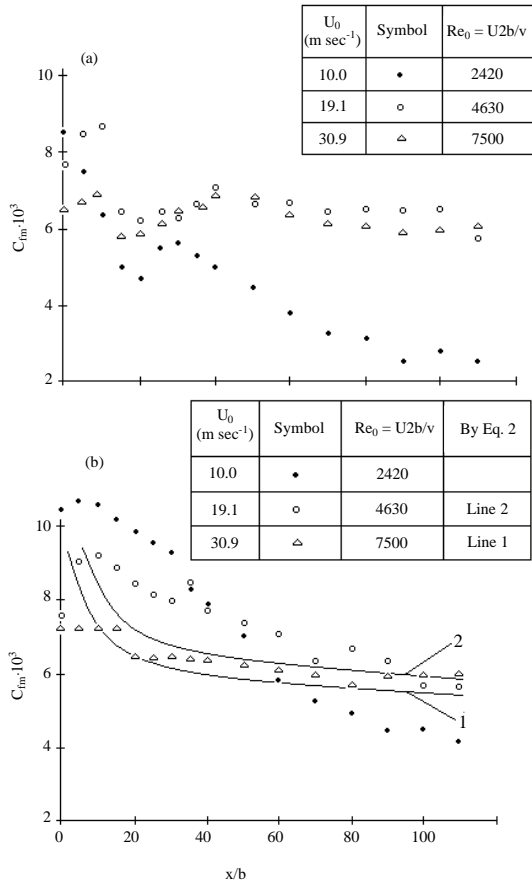 U0 (m sec-1) Symbol Re0 = U2b/v
10.0 2420
19.1 4630
30.9 7500
(a)
10
8
6
4
2
Cfm·10³
U0 (m sec-1) Symbol Re0 = U2b/v By Eq. 2
10.0 2420
19.1 4630 Line 2
30.9 7500 Line 1
(b)
10
8
6
4
2
Cfm·10³
2
1
0 20 40 60 80 100
x/b